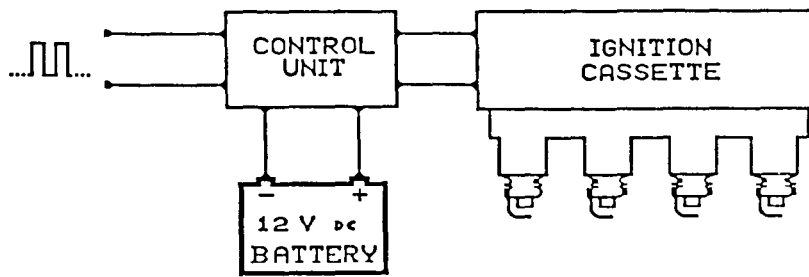 CONTROL
UNIT
IGNITION
CASSETTE
- +
12 V DC
BATTERY